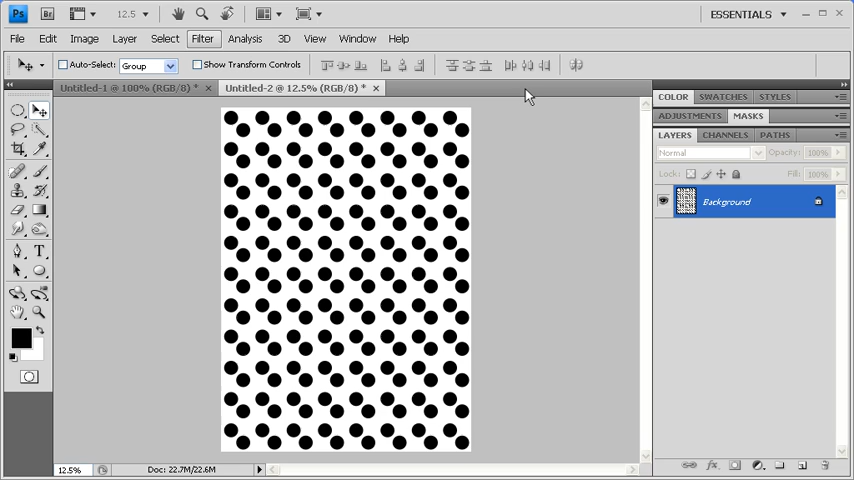 Ps Br 12.5 ESSENTIALS
File Edit Image Layer Select Filter Analysis 3D View Window Help
Auto-Select: Group Show Transform Controls
Untitled-1 @ 100% (RGB/8) * × Untitled-2 @ 12.5% (RGB/8) * ×
COLOR SWATCHES STYLES
ADJUSTMENTS MASKS
LAYERS CHANNELS PATHS
Normal Opacity: 100%
Lock: Fill: 100%
Background
T
12.5% Doc: 22.7M/22.6M
fx